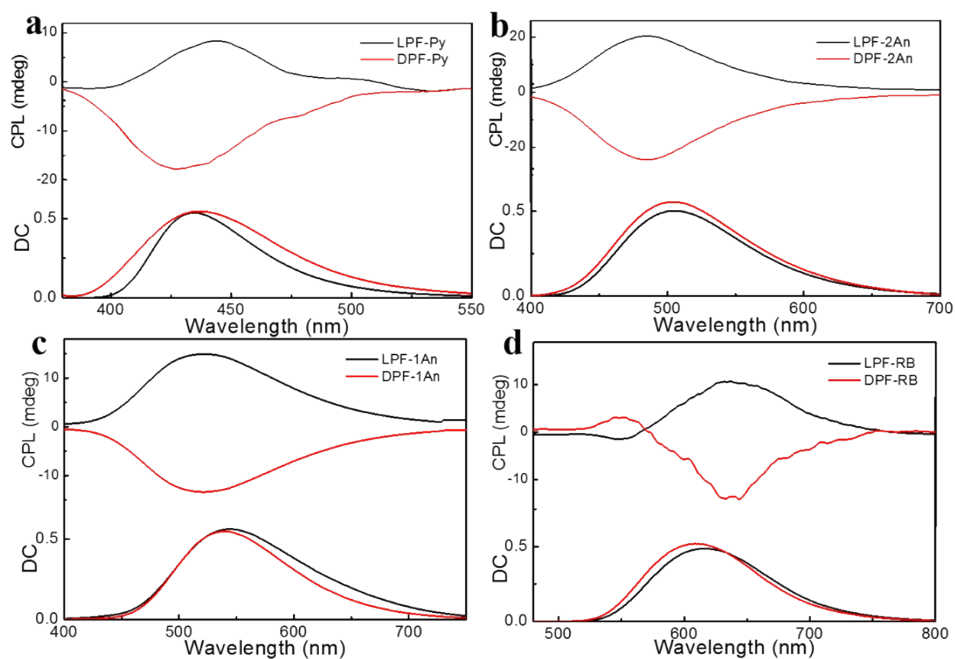 a
10
0
-10
-20
CPL (mdeg)
LPF-Py
DPF-Py
0.5
0.0
DC
400 450 500 550
Wavelength (nm)
b
20
0
-20
CPL (mdeg)
LPF-2An
DPF-2An
0.5
0.0
DC
400 500 600 700
Wavelength (nm)
c
10
0
-10
CPL (mdeg)
LPF-1An
DPF-1An
0.5
0.0
DC
400 500 600 700
Wavelength (nm)
d
10
0
-10
CPL (mdeg)
LPF-RB
DPF-RB
0.5
0.0
DC
500 600 700 800
Wavelength (nm)